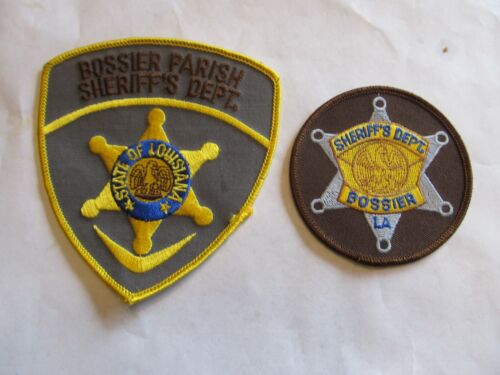 BOSSIER PARISH
SHERIFF'S DEPT.
STATE OF LOUISIANA
SHERIFF'S DEPT.
BOSSIER
LA